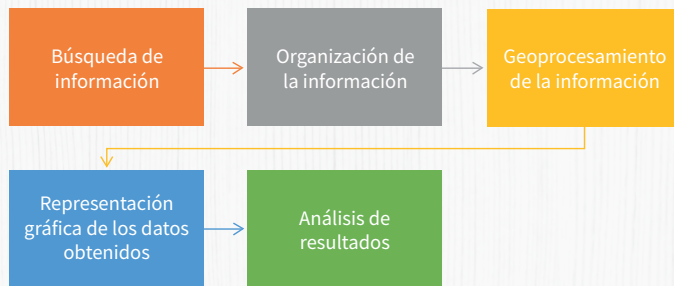 Búsqueda de
información
Organización de
la información
Geoprocesamiento
de la información
Representación
gráfica de los datos
obtenidos
Análisis de
resultados